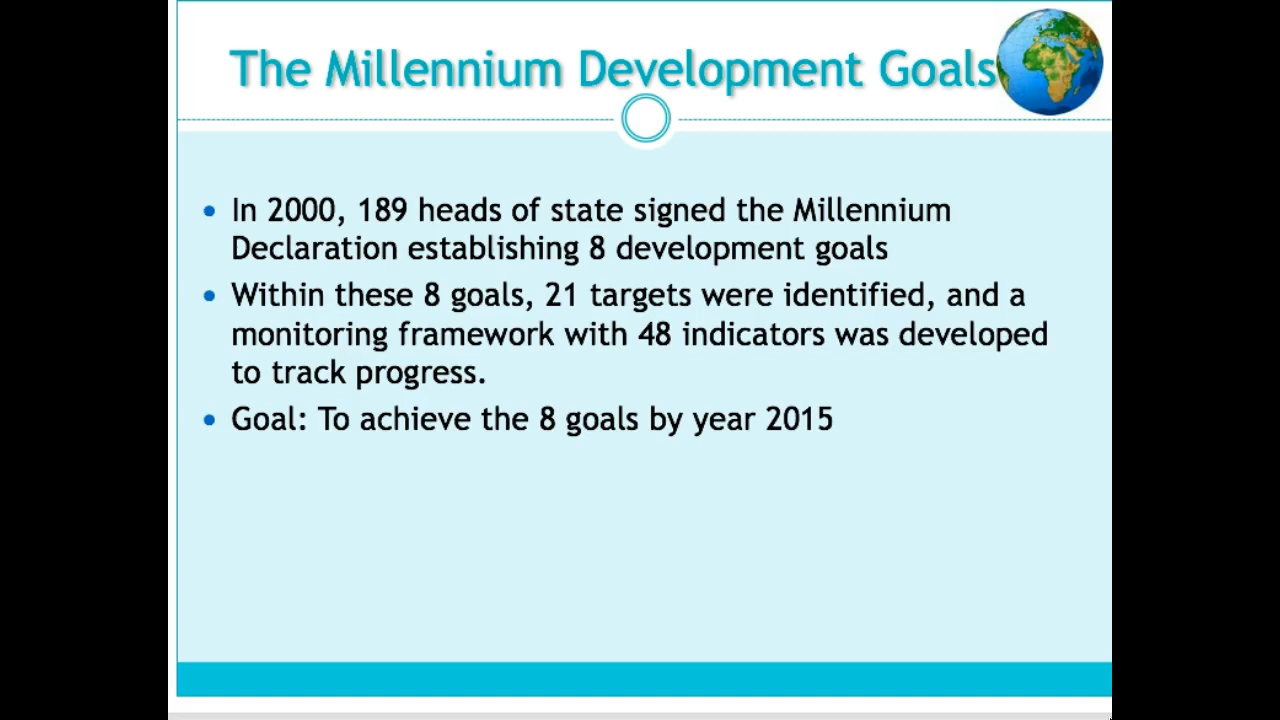 The Millennium Development Goals
• In 2000, 189 heads of state signed the Millennium
Declaration establishing 8 development goals
• Within these 8 goals, 21 targets were identified, and a
monitoring framework with 48 indicators was developed
to track progress.
• Goal: To achieve the 8 goals by year 2015